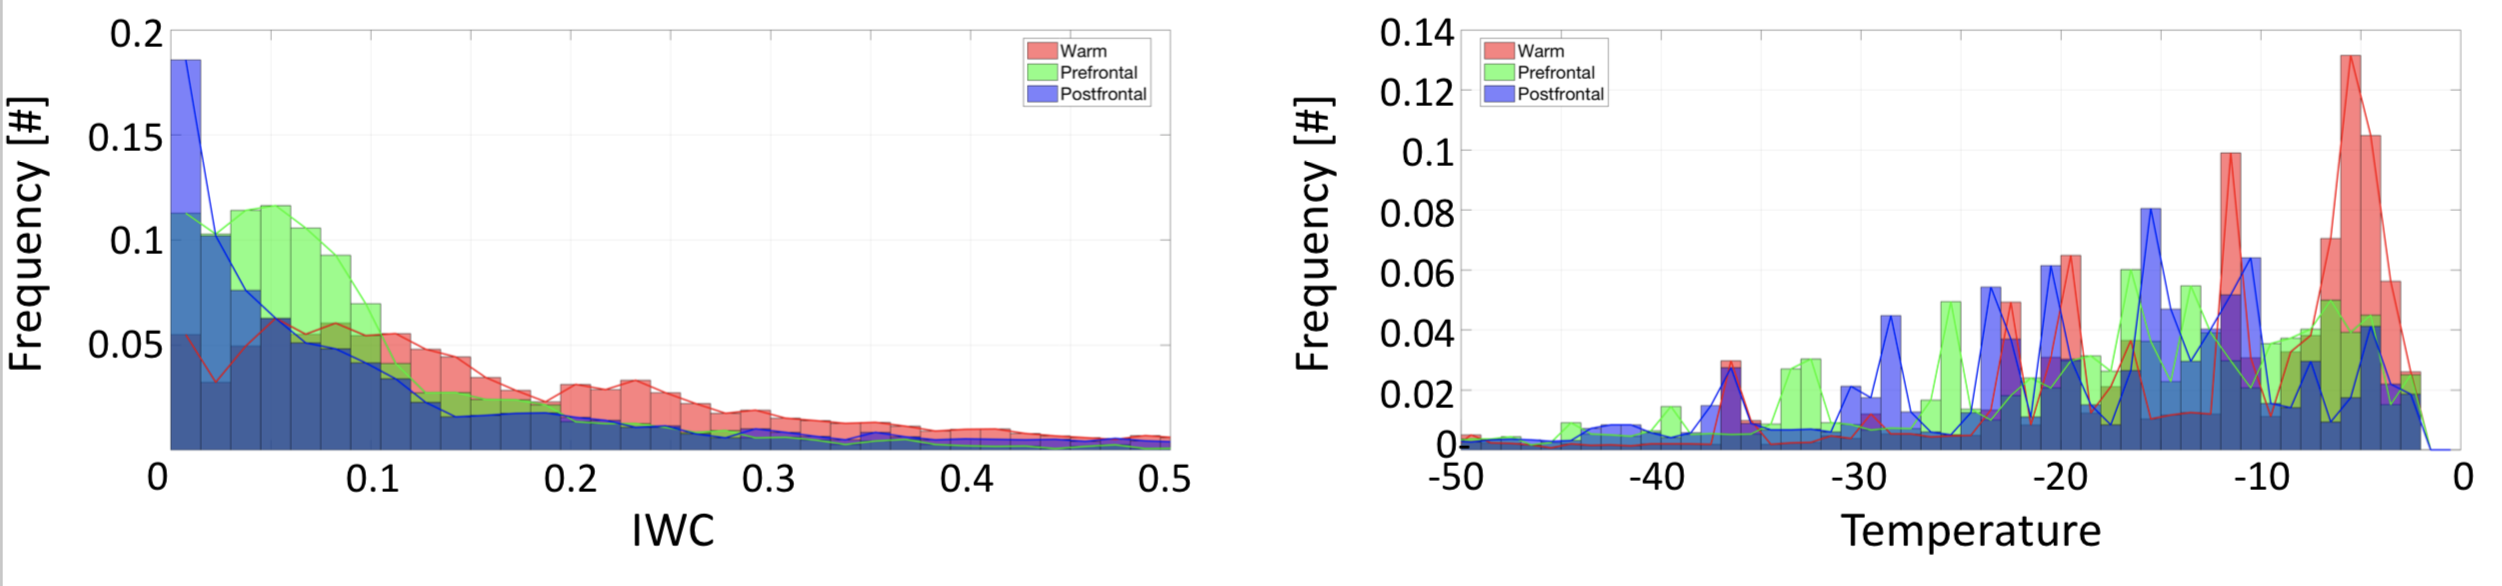 0.2
0.15
0.1
0.05
Frequency [#]
Warm
Prefrontal
Postfrontal
0 0.1 0.2 0.3 0.4 0.5
IWC
0.14
0.12
0.1
0.08
0.06
0.04
0.02
0
Frequency [#]
Warm
Prefrontal
Postfrontal
-50 -40 -30 -20 -10 0
Temperature